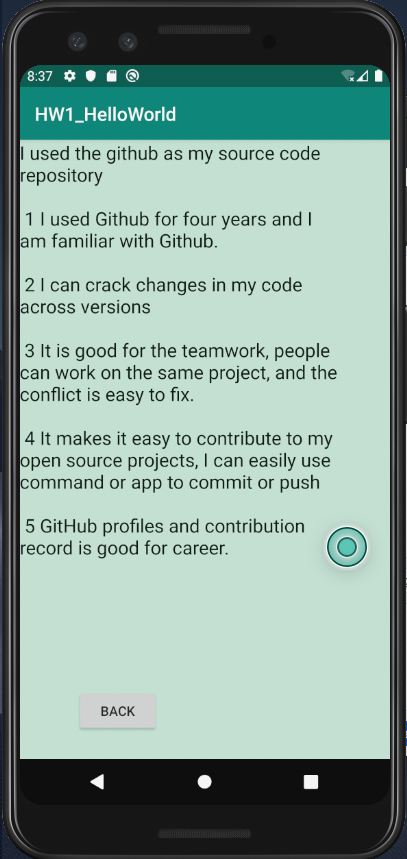 8:37
HW1_HelloWorld
I used the github as my source code
repository
1 I used Github for four years and I
am familiar with Github.
2 I can crack changes in my code
across versions
3 It is good for the teamwork, people
can work on the same project, and the
conflict is easy to fix.
4 It makes it easy to contribute to my
open source projects, I can easily use
command or app to commit or push
5 GitHub profiles and contribution
record is good for career.
BACK